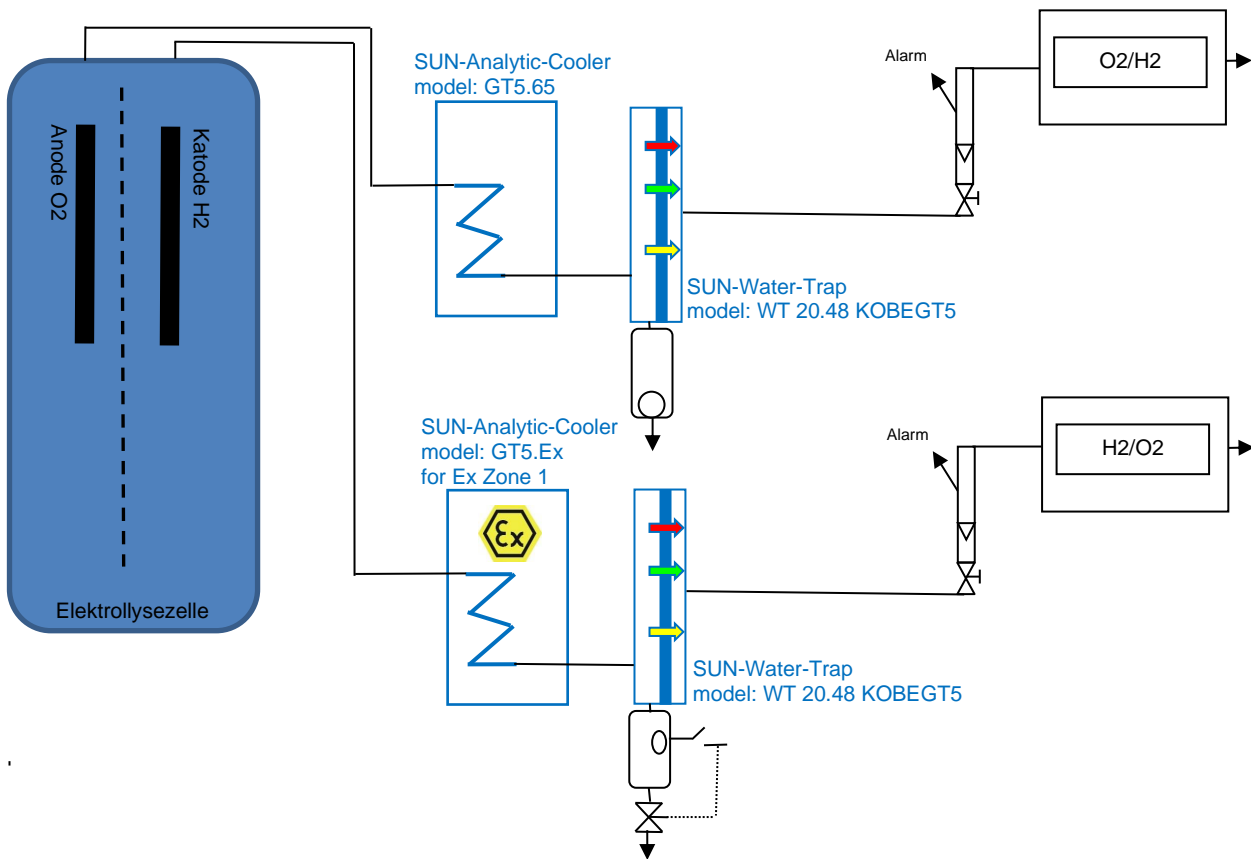 SUN-Analytic-Cooler
model: GT5.65
Alarm
O2/H2
Anode O2
Katode H2
SUN-Water-Trap
model: WT 20.48 KOBEGT5
SUN-Analytic-Cooler
model: GT5.Ex
for Ex Zone 1
Alarm
H2/O2
εx
Elektrollysezelle
SUN-Water-Trap
model: WT 20.48 KOBEGT5